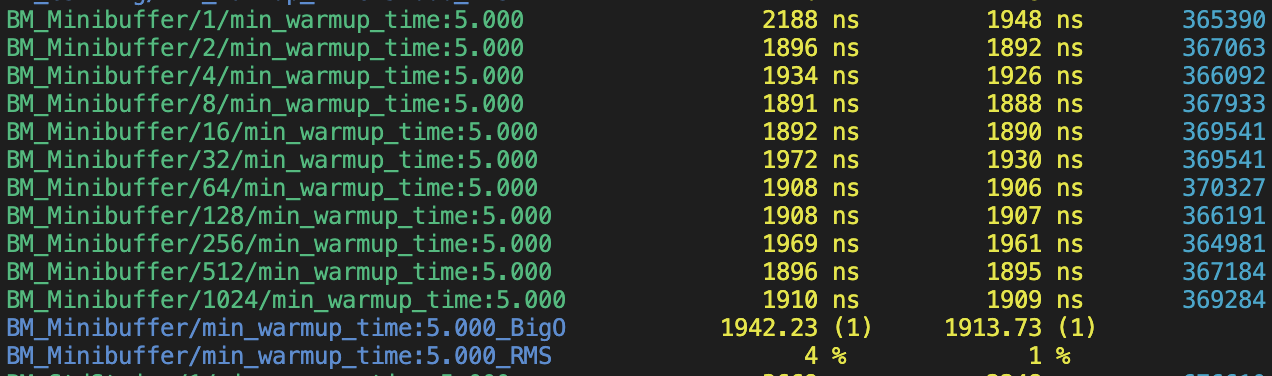 BM_Minibuffer/1/min_warmup_time:5.000 2188 ns 1948 ns 365390
BM_Minibuffer/2/min_warmup_time:5.000 1896 ns 1892 ns 367063
BM_Minibuffer/4/min_warmup_time:5.000 1934 ns 1926 ns 366092
BM_Minibuffer/8/min_warmup_time:5.000 1891 ns 1888 ns 367933
BM_Minibuffer/16/min_warmup_time:5.000 1892 ns 1890 ns 369541
BM_Minibuffer/32/min_warmup_time:5.000 1972 ns 1930 ns 369541
BM_Minibuffer/64/min_warmup_time:5.000 1908 ns 1906 ns 370327
BM_Minibuffer/128/min_warmup_time:5.000 1908 ns 1907 ns 366191
BM_Minibuffer/256/min_warmup_time:5.000 1969 ns 1961 ns 364981
BM_Minibuffer/512/min_warmup_time:5.000 1896 ns 1895 ns 367184
BM_Minibuffer/1024/min_warmup_time:5.000 1910 ns 1909 ns 369284
BM_Minibuffer/min_warmup_time:5.000_BigO 1942.23 (1) 1913.73 (1)
BM_Minibuffer/min_warmup_time:5.000_RMS 4 % 1 %